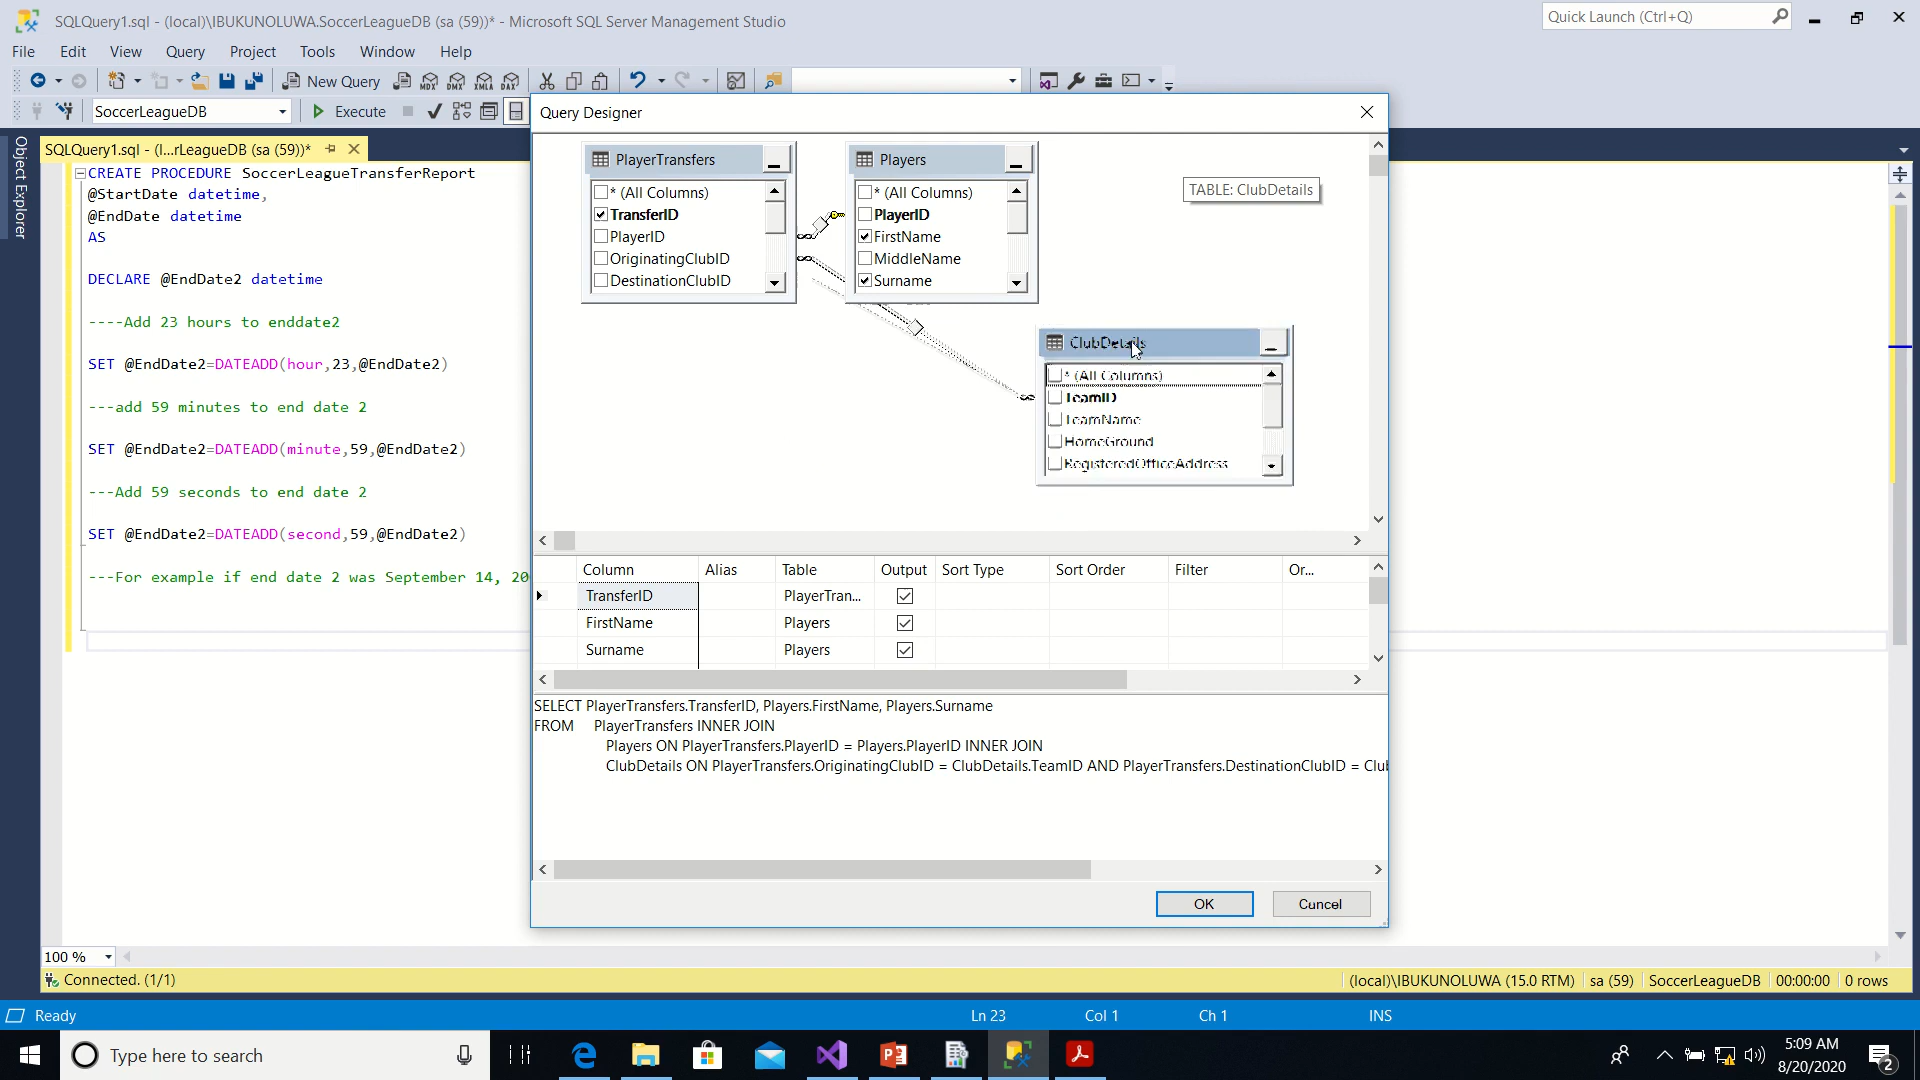 SQLQuery1.sql - (local)\IBUKUNOLUWA.SoccerLeagueDB (sa (59))* - Microsoft SQL Server Management Studio
Quick Launch (Ctrl+Q)
File Edit View Query Project Tools Window Help
New Query MDX DMX XMLA DAX
SoccerLeagueDB Execute
Object Explorer
SQLQuery1.sql - (l...rLeagueDB (sa (59))*
CREATE PROCEDURE SoccerLeagueTransferReport
@StartDate datetime,
@EndDate datetime
AS
DECLARE @EndDate2 datetime
----Add 23 hours to enddate2
SET @EndDate2=DATEADD(hour,23,@EndDate2)
---add 59 minutes to end date 2
SET @EndDate2=DATEADD(minute,59,@EndDate2)
---Add 59 seconds to end date 2
SET @EndDate2=DATEADD(second,59,@EndDate2)
---For example if end date 2 was September 14, 20
Query Designer
PlayerTransfers
* (All Columns)
TransferID
PlayerID
OriginatingClubID
DestinationClubID
Players
* (All Columns)
PlayerID
FirstName
MiddleName
Surname
TABLE: ClubDetails
ClubDetails
* (All Columns)
TeamID
TeamName
HomeGround
RegisteredOfficeAddress
Column Alias Table Output Sort Type Sort Order Filter Or...
TransferID PlayerTran...
FirstName Players
Surname Players
SELECT PlayerTransfers.TransferID, Players.FirstName, Players.Surname
FROM PlayerTransfers INNER JOIN
Players ON PlayerTransfers.PlayerID = Players.PlayerID INNER JOIN
ClubDetails ON PlayerTransfers.OriginatingClubID = ClubDetails.TeamID AND PlayerTransfers.DestinationClubID = Clu
OK Cancel
100 %
Connected. (1/1) (local)\IBUKUNOLUWA (15.0 RTM) sa (59) SoccerLeagueDB 00:00:00 0 rows
Ready Ln 23 Col 1 Ch 1 INS
Type here to search
5:09 AM
8/20/2020
2